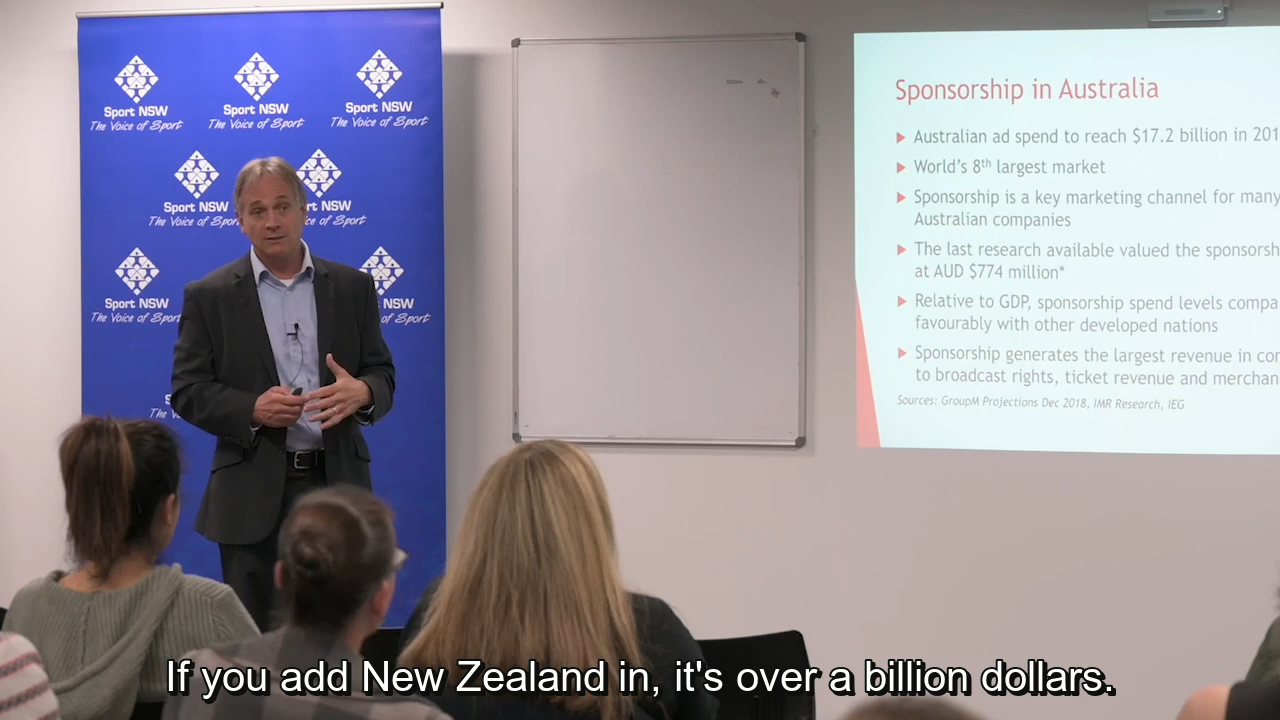 Sport NSW
The Voice of Sport
Sport NSW
The Voice of Sport
Sport NSW
The Voice of Sport
Sport NSW
The Voice of Sport
NSW
Voice of Sport
Sport NSW
The Voice of Sport
NSW
of Sport
The
Sponsorship in Australia
Australian ad spend to reach $17.2 billion in 201
World's 8th largest market
Sponsorship is a key marketing channel for many
Australian companies
The last research available valued the
at AUD $774 million*
Relative to GDP, sponsorship spend levels
favourably with other developed nations
Sponsorship generates the largest revenue in
to broadcast rights, ticket revenue and
Sources: GroupM Projections Dec 2018, IMR Research, IEG
If you add New Zealand in, it's over a billion dollars.